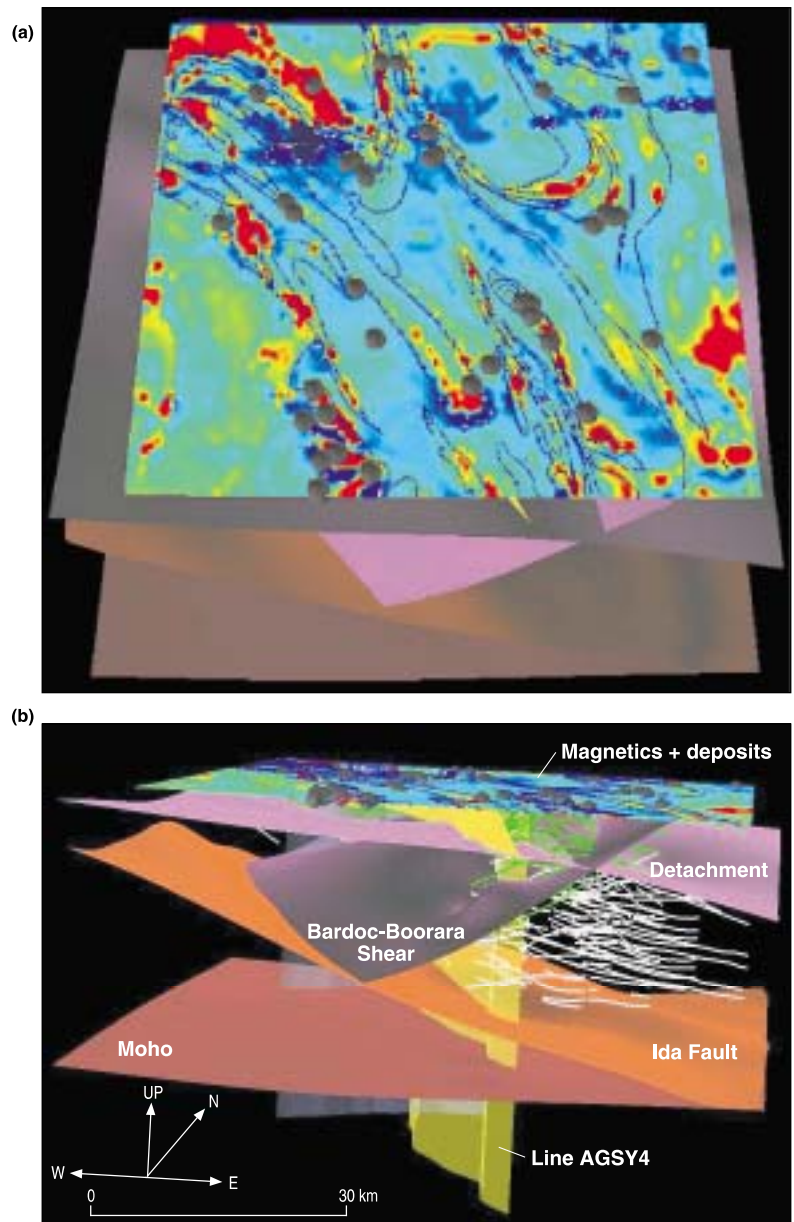 (a)
(b)
Magnetics + deposits
Detachment
Bardoc-Boorara
Shear
Moho
Ida Fault
UP
N
W
E
Line AGSY4
0
30 km